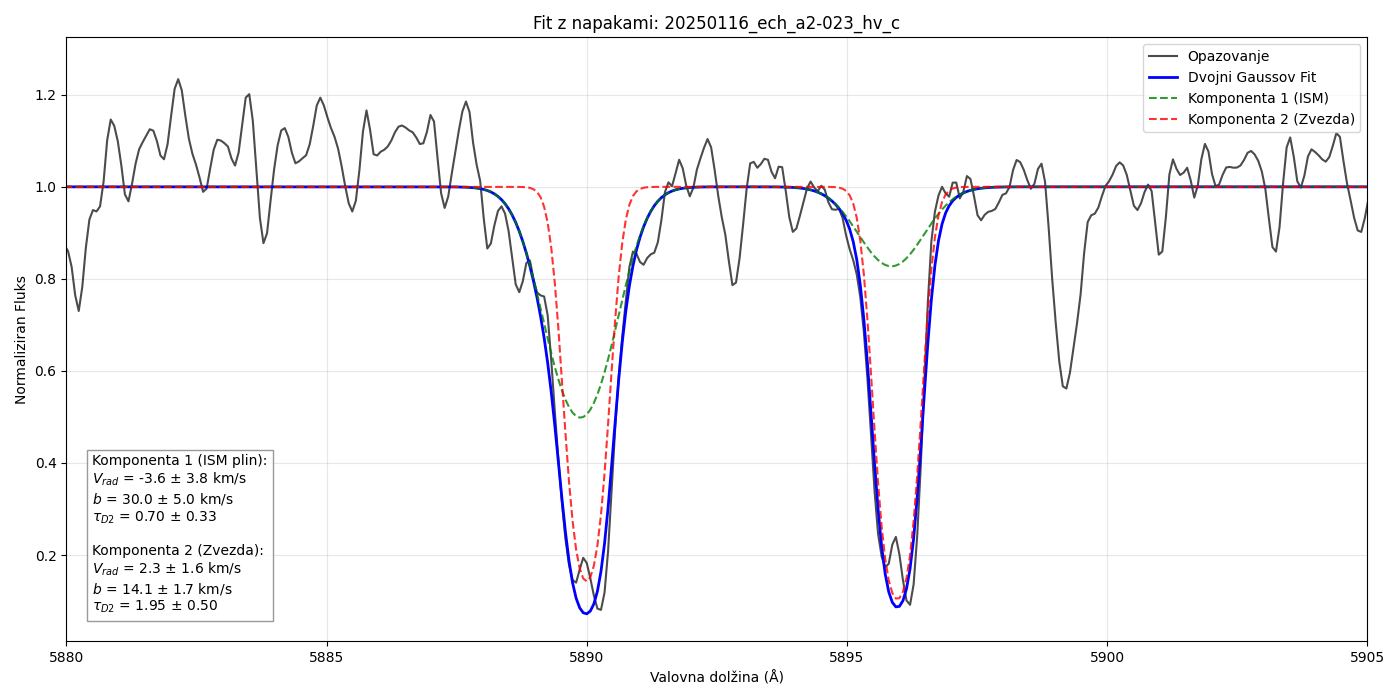 Fit z napakami: 20250116_ech_a2-023_hv_c
Normaliziran Fluks
1.2
1.0
0.8
0.6
0.4
0.2
Opazovanje
Dvojni Gaussov Fit
Komponenta 1 (ISM)
Komponenta 2 (Zvezda)
Komponenta 1 (ISM plin):
V_rad = -3.6 ± 3.8 km/s
b = 30.0 ± 5.0 km/s
τ_D2 = 0.70 ± 0.33
Komponenta 2 (Zvezda):
V_rad = 2.3 ± 1.6 km/s
b = 14.1 ± 1.7 km/s
τ_D2 = 1.95 ± 0.50
5880 5885 5890 5895 5900 5905
Valovna dolžina (Å)